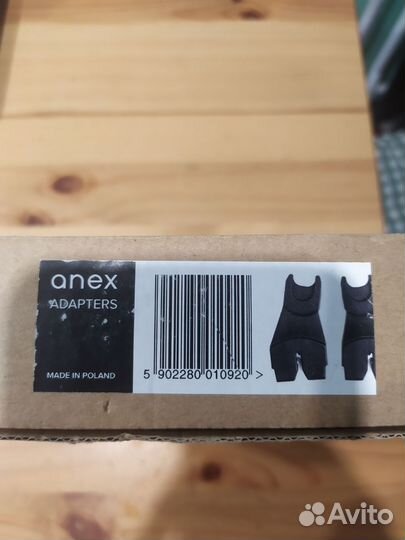 anex
ADAPTERS
MADE IN POLAND
5 902280 010920 >
Avito